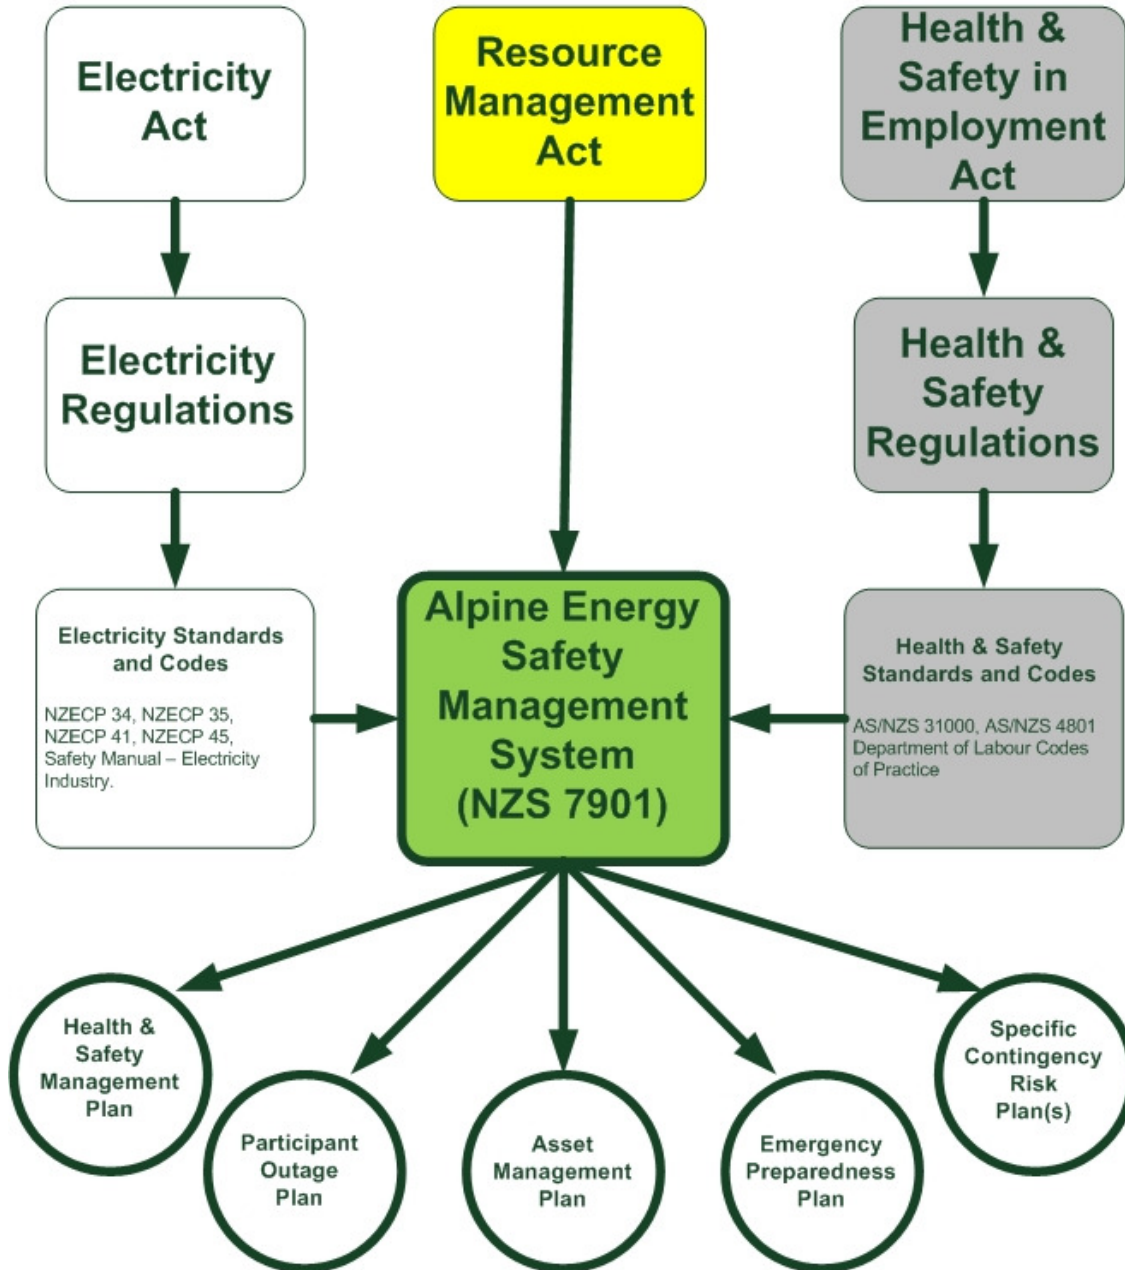 Electricity
Act
Resource
Management
Act
Health &
Safety in
Employment
Act
Electricity
Regulations
Health &
Safety
Regulations
Electricity Standards
and Codes
NZECP 34, NZECP 35,
NZECP 41, NZECP 45,
Safety Manual – Electricity
Industry.
Alpine Energy
Safety
Management
System
(NZS 7901)
Health & Safety
Standards and Codes
AS/NZS 31000, AS/NZS 4801
Department of Labour Codes
of Practice
Health &
Safety
Management
Plan
Participant
Outage
Plan
Asset
Management
Plan
Emergency
Preparedness
Plan
Specific
Contingency
Risk
Plan(s)